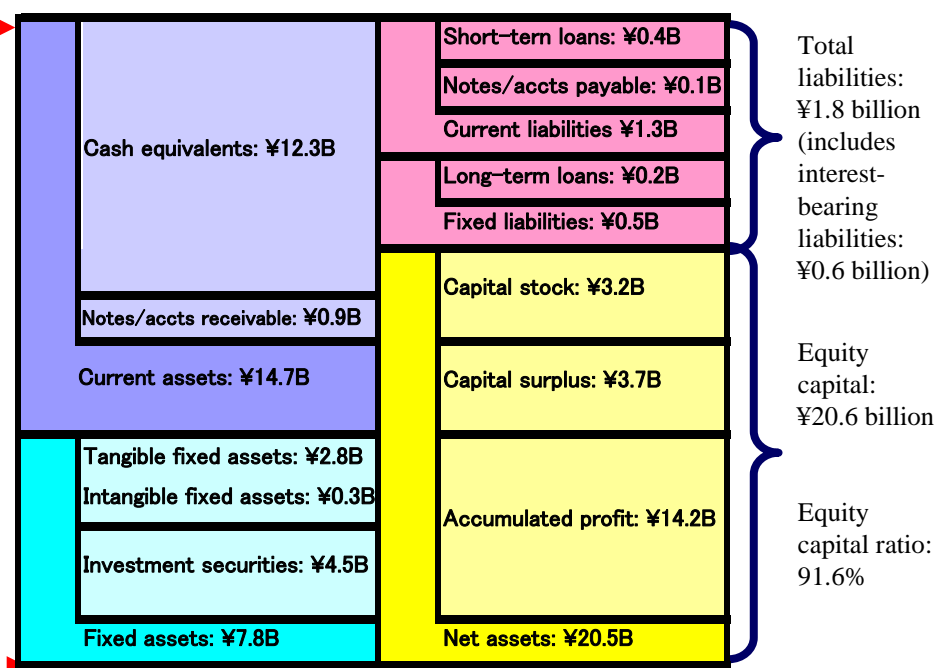 Cash equivalents: ¥12.3B
Notes/accts receivable: ¥0.9B
Current assets: ¥14.7B
Tangible fixed assets: ¥2.8B
Intangible fixed assets: ¥0.3B
Investment securities: ¥4.5B
Fixed assets: ¥7.8B
Short-tern loans: ¥0.4B
Notes/accts payable: ¥0.1B
Current liabilities ¥1.3B
Long-term loans: ¥0.2B
Fixed liabilities: ¥0.5B
Capital stock: ¥3.2B
Capital surplus: ¥3.7B
Accumulated profit: ¥14.2B
Net assets: ¥20.5B
Total
liabilities:
¥1.8 billion
(includes
interest-
bearing
liabilities:
¥0.6 billion)
Equity
capital:
¥20.6 billion
Equity
capital ratio:
91.6%